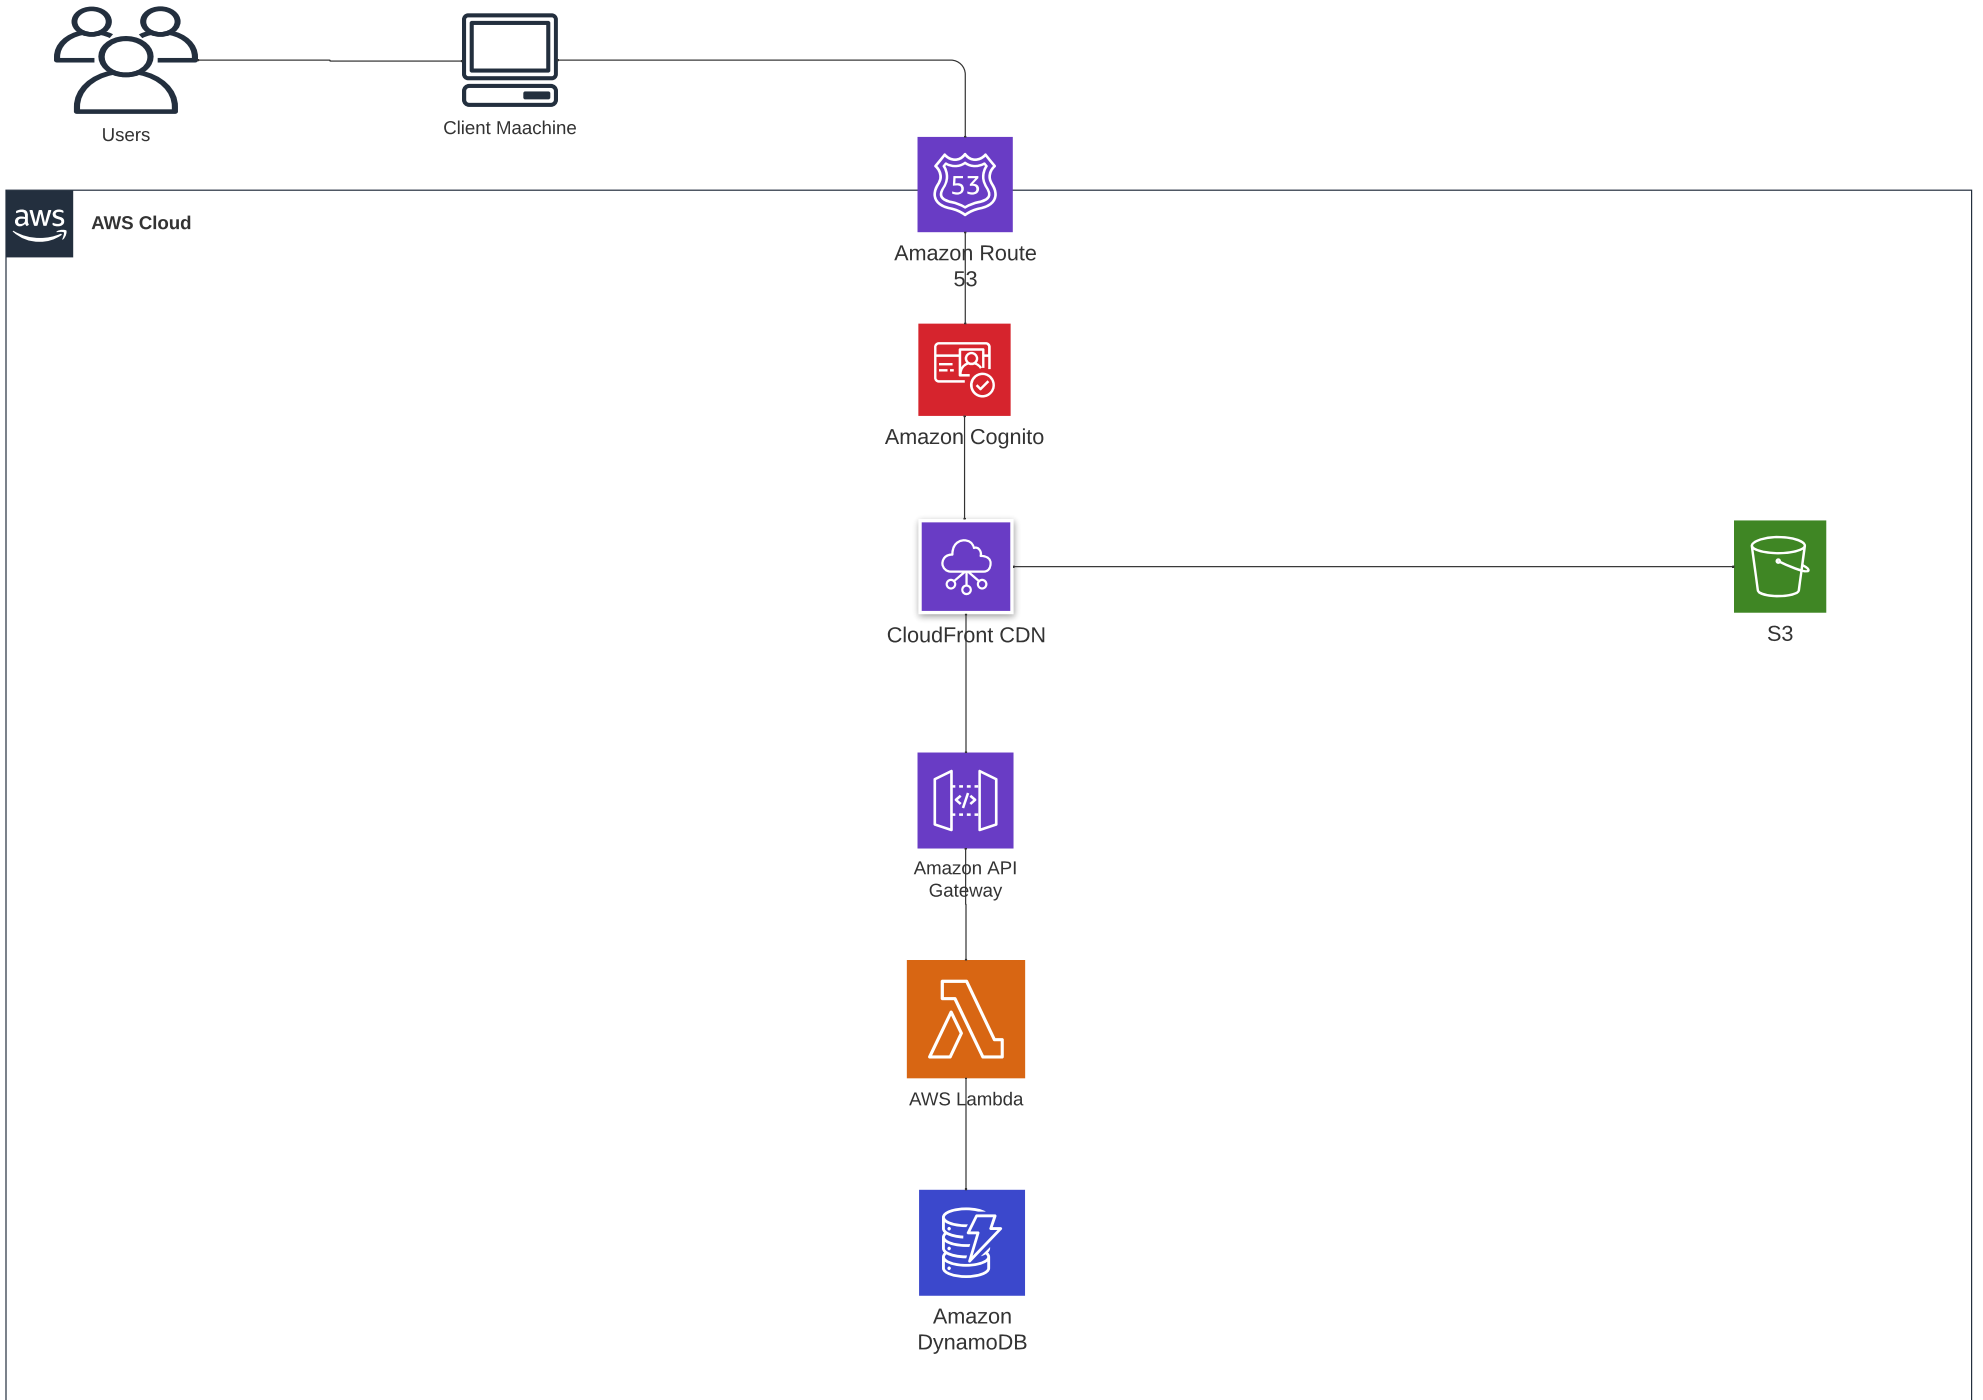 Users
Client Maachine
53
aws
AWS Cloud
Amazon Route
53
Amazon Cognito
CloudFront CDN
S3
</>
Amazon API
Gateway
AWS Lambda
Amazon
DynamoDB